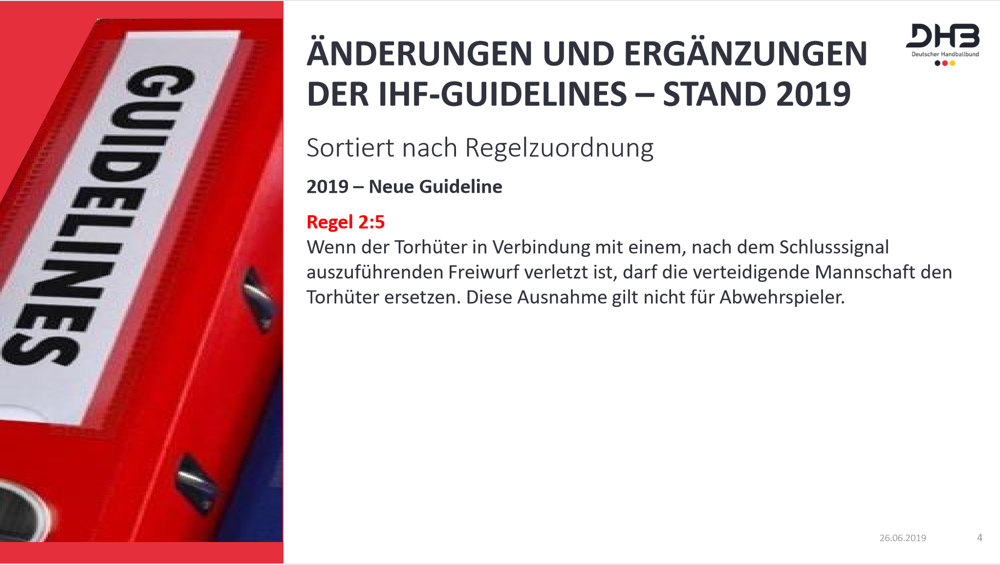 GUIDELINES
ÄNDERUNGEN UND ERGÄNZUNGEN
DER IHF-GUIDELINES – STAND 2019
DHB
Deutscher Handballbund
Sortiert nach Regelzuordnung
2019 – Neue Guideline
Regel 2:5
Wenn der Torhüter in Verbindung mit einem, nach dem Schlusssignal
auszuführenden Freiwurf verletzt ist, darf die verteidigende Mannschaft den
Torhüter ersetzen. Diese Ausnahme gilt nicht für Abwehrspieler.
26.06.2019
4